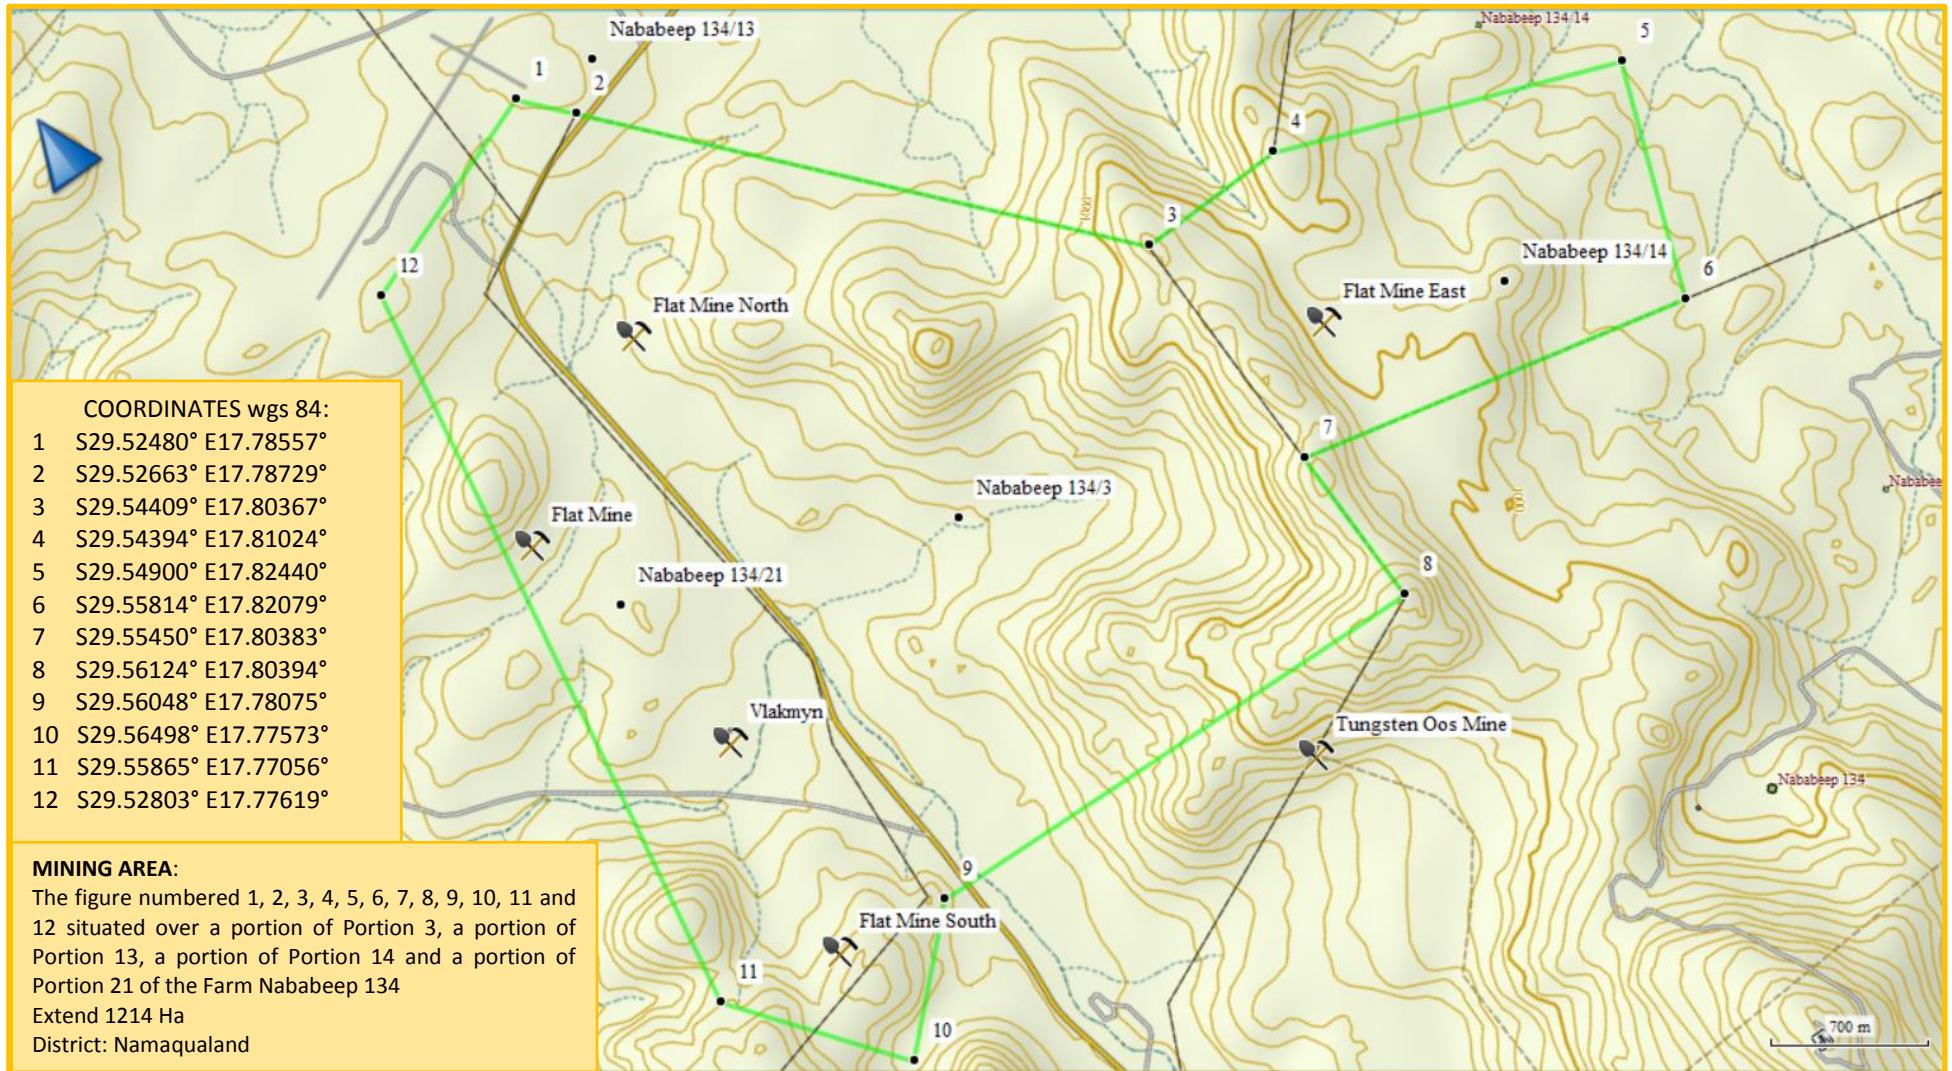 Nababeep 134/13
Nababeep 134/14
5
1
2
4
3
12
Nababeep 134/14
6
Flat Mine North
Flat Mine East
1000
7
Nababeep 134/3
Nababee
Flat Mine
Nababeep 134/21
8
Vlakmyn
Tungsten Oos Mine
Nababeep 134
9
Flat Mine South
11
10
700 m
COORDINATES wgs 84:
1 S29.52480° E17.78557°
2 S29.52663° E17.78729°
3 S29.54409° E17.80367°
4 S29.54394° E17.81024°
5 S29.54900° E17.82440°
6 S29.55814° E17.82079°
7 S29.55450° E17.80383°
8 S29.56124° E17.80394°
9 S29.56048° E17.78075°
10 S29.56498° E17.77573°
11 S29.55865° E17.77056°
12 S29.52803° E17.77619°
MINING AREA:
The figure numbered 1, 2, 3, 4, 5, 6, 7, 8, 9, 10, 11 and
12 situated over a portion of Portion 3, a portion of
Portion 13, a portion of Portion 14 and a portion of
Portion 21 of the Farm Nababeep 134
Extend 1214 Ha
District: Namaqualand